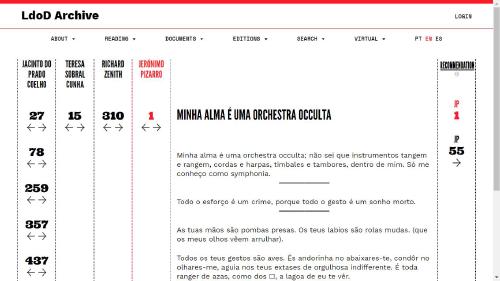 LdoD Archive
LOGIN
ABOUT
READING
DOCUMENTS
EDITIONS
SEARCH
VIRTUAL
PT EN ES
JACINTO DO PRADO COELHO
TERESA SOBRAL CUNHA
RICHARD ZENITH
JERÓNIMO PIZARRO
RECOMMENDATION
27
15
310
1
78
259
357
437
MINHA ALMA É UMA ORCHESTRA OCCULTA
Minha alma é uma orchestra occulta; não sei que instrumentos tangem
e rangem, cordas e harpas, timbales e tambores, dentro de mim. Só me
conheço como symphonia.
Todo o esforço é um crime, porque todo o gesto é um sonho morto.
As tuas mãos são pombas presas. Os teus labios são rolas mudas. (que
os meus olhos vêem arrulhar).
Todos os teus gestos são aves. És andorinha no abaixares-te, condôr no
olhares-me, aguia nos teus extases de orgulhosa indifferente. É toda
ranger de azas, como dos □, a lagoa de eu te vêr.
JP
1
JP
55